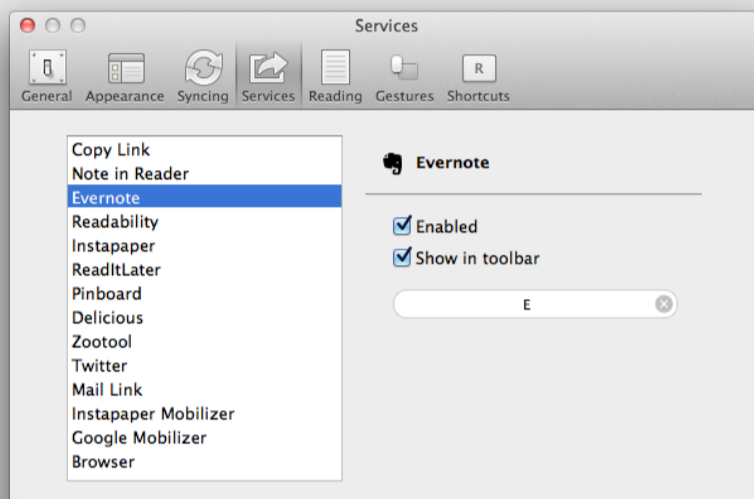 Services
R
General Appearance Syncing Services Reading Gestures Shortcuts
Copy Link
Note in Reader
Evernote
Readability
Instapaper
ReadItLater
Pinboard
Delicious
Zootool
Twitter
Mail Link
Instapaper Mobilizer
Google Mobilizer
Browser
Evernote
Enabled
Show in toolbar
E